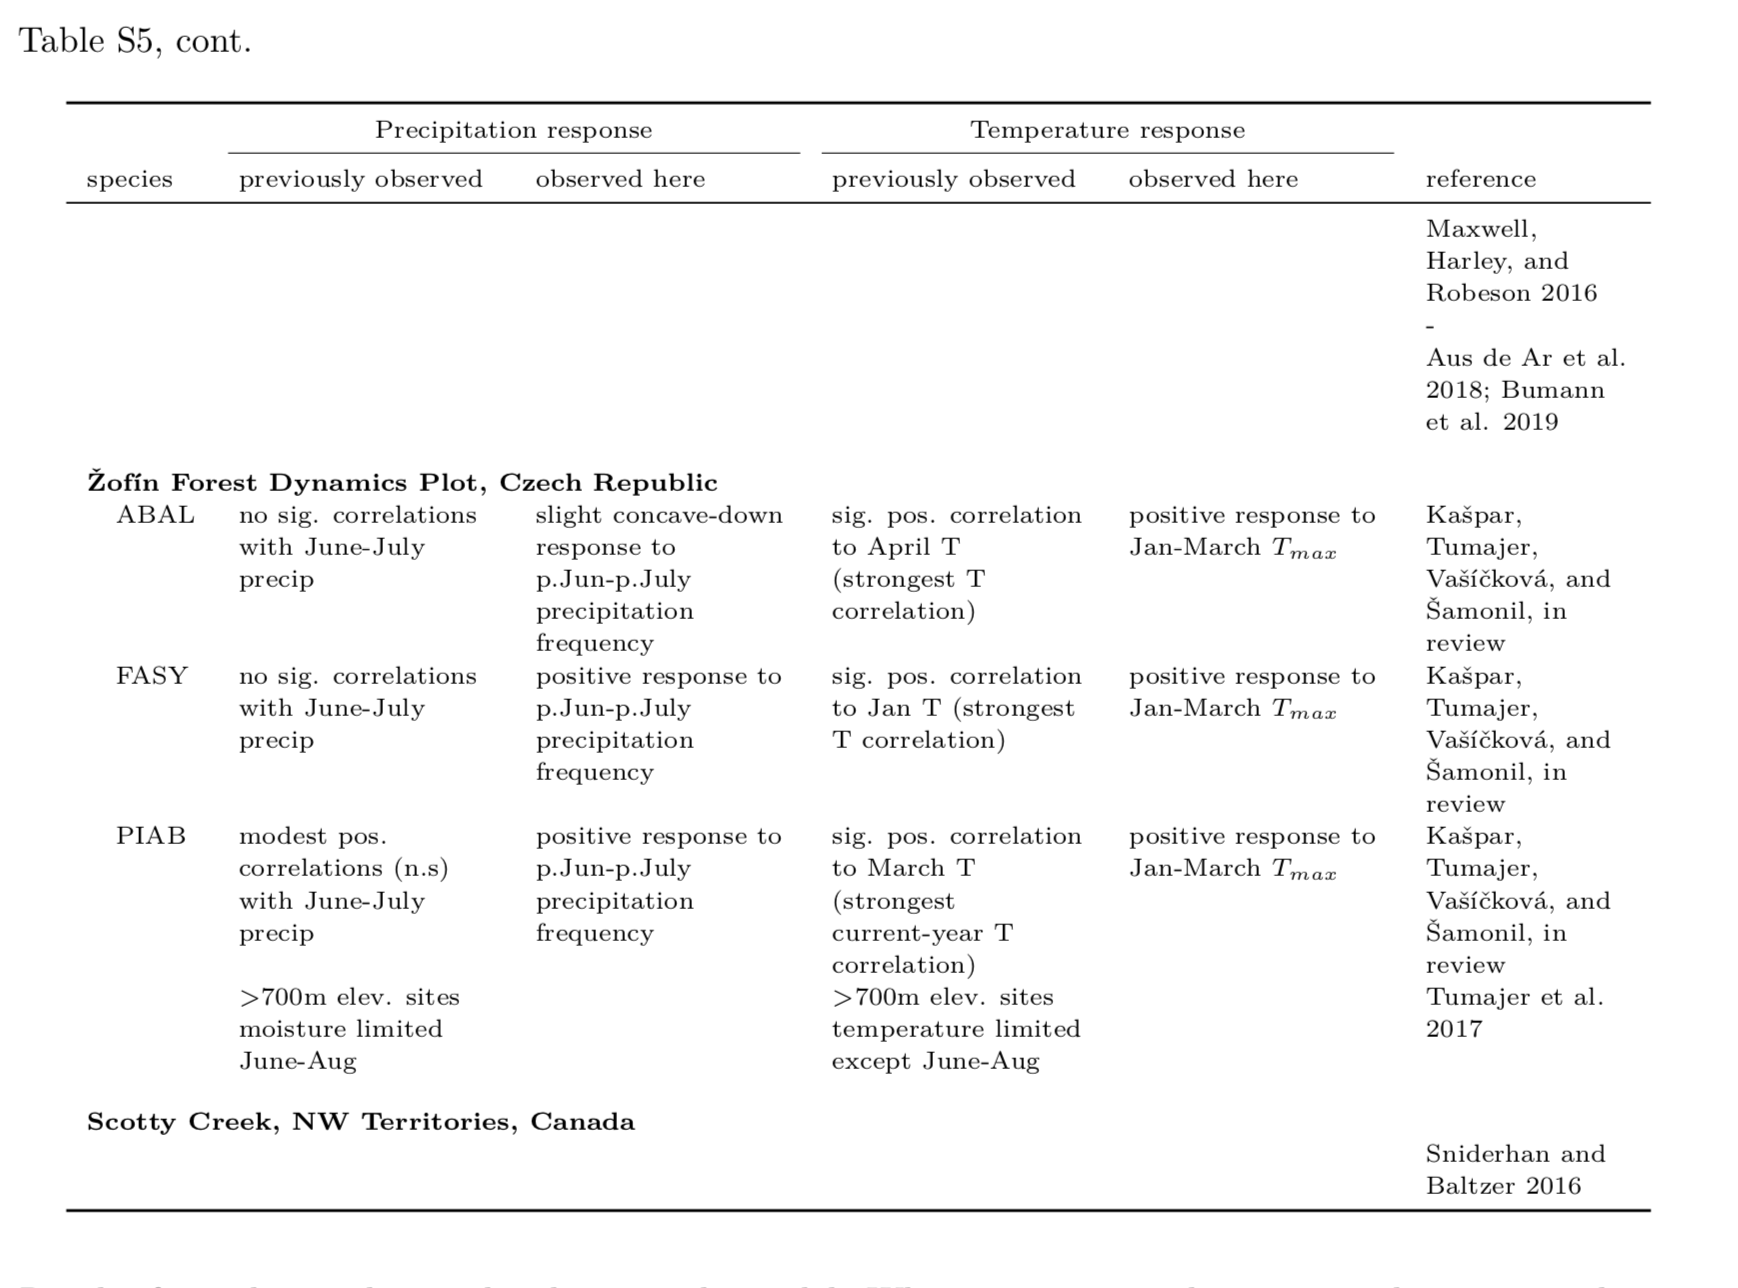 Table S5, cont.
Precipitation response Temperature response
species previously observed observed here previously observed observed here reference
Maxwell,
Harley, and
Robeson 2016
-
Aus de Ar et al.
2018; Bumann
et al. 2019
Žofín Forest Dynamics Plot, Czech Republic
ABAL no sig. correlations slight concave-down sig. pos. correlation positive response to Kašpar,
with June-July response to to April T Jan-March Tmax Tumajer,
precip p.Jun-p.July (strongest T Vašíčková, and
precipitation correlation) Šamonil, in
frequency review
FASY no sig. correlations positive response to sig. pos. correlation positive response to Kašpar,
with June-July p.Jun-p.July to Jan T (strongest Jan-March Tmax Tumajer,
precip precipitation T correlation) Vašíčková, and
frequency Šamonil, in
review
PIAB modest pos. positive response to sig. pos. correlation positive response to Kašpar,
correlations (n.s) p.Jun-p.July to March T Jan-March Tmax Tumajer,
with June-July precipitation (strongest Vašíčková, and
precip frequency current-year T Šamonil, in
correlation) review
>700m elev. sites >700m elev. sites Tumajer et al.
moisture limited temperature limited 2017
June-Aug except June-Aug
Scotty Creek, NW Territories, Canada
Sniderhan and
Baltzer 2016